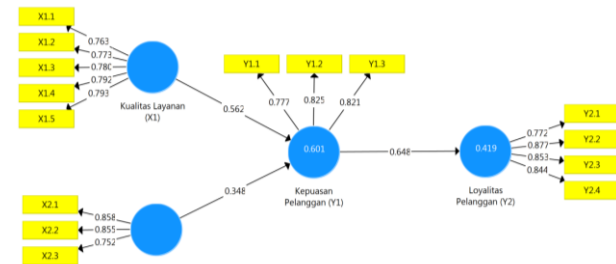 X1.1
X1.2
X1.3
X1.4
X1.5
0.763
0.773
0.780
0.792
0.793
Kualitas Layanan
(X1)
0.562
Y1.1
Y1.2
Y1.3
0.777
0.825
0.821
0.601
Kepuasan
Pelanggan (Y1)
0.648
0.419
Loyalitas
Pelanggan (Y2)
0.772
0.877
0.853
0.844
Y2.1
Y2.2
Y2.3
Y2.4
0.348
X2.1
X2.2
X2.3
0.858
0.855
0.752